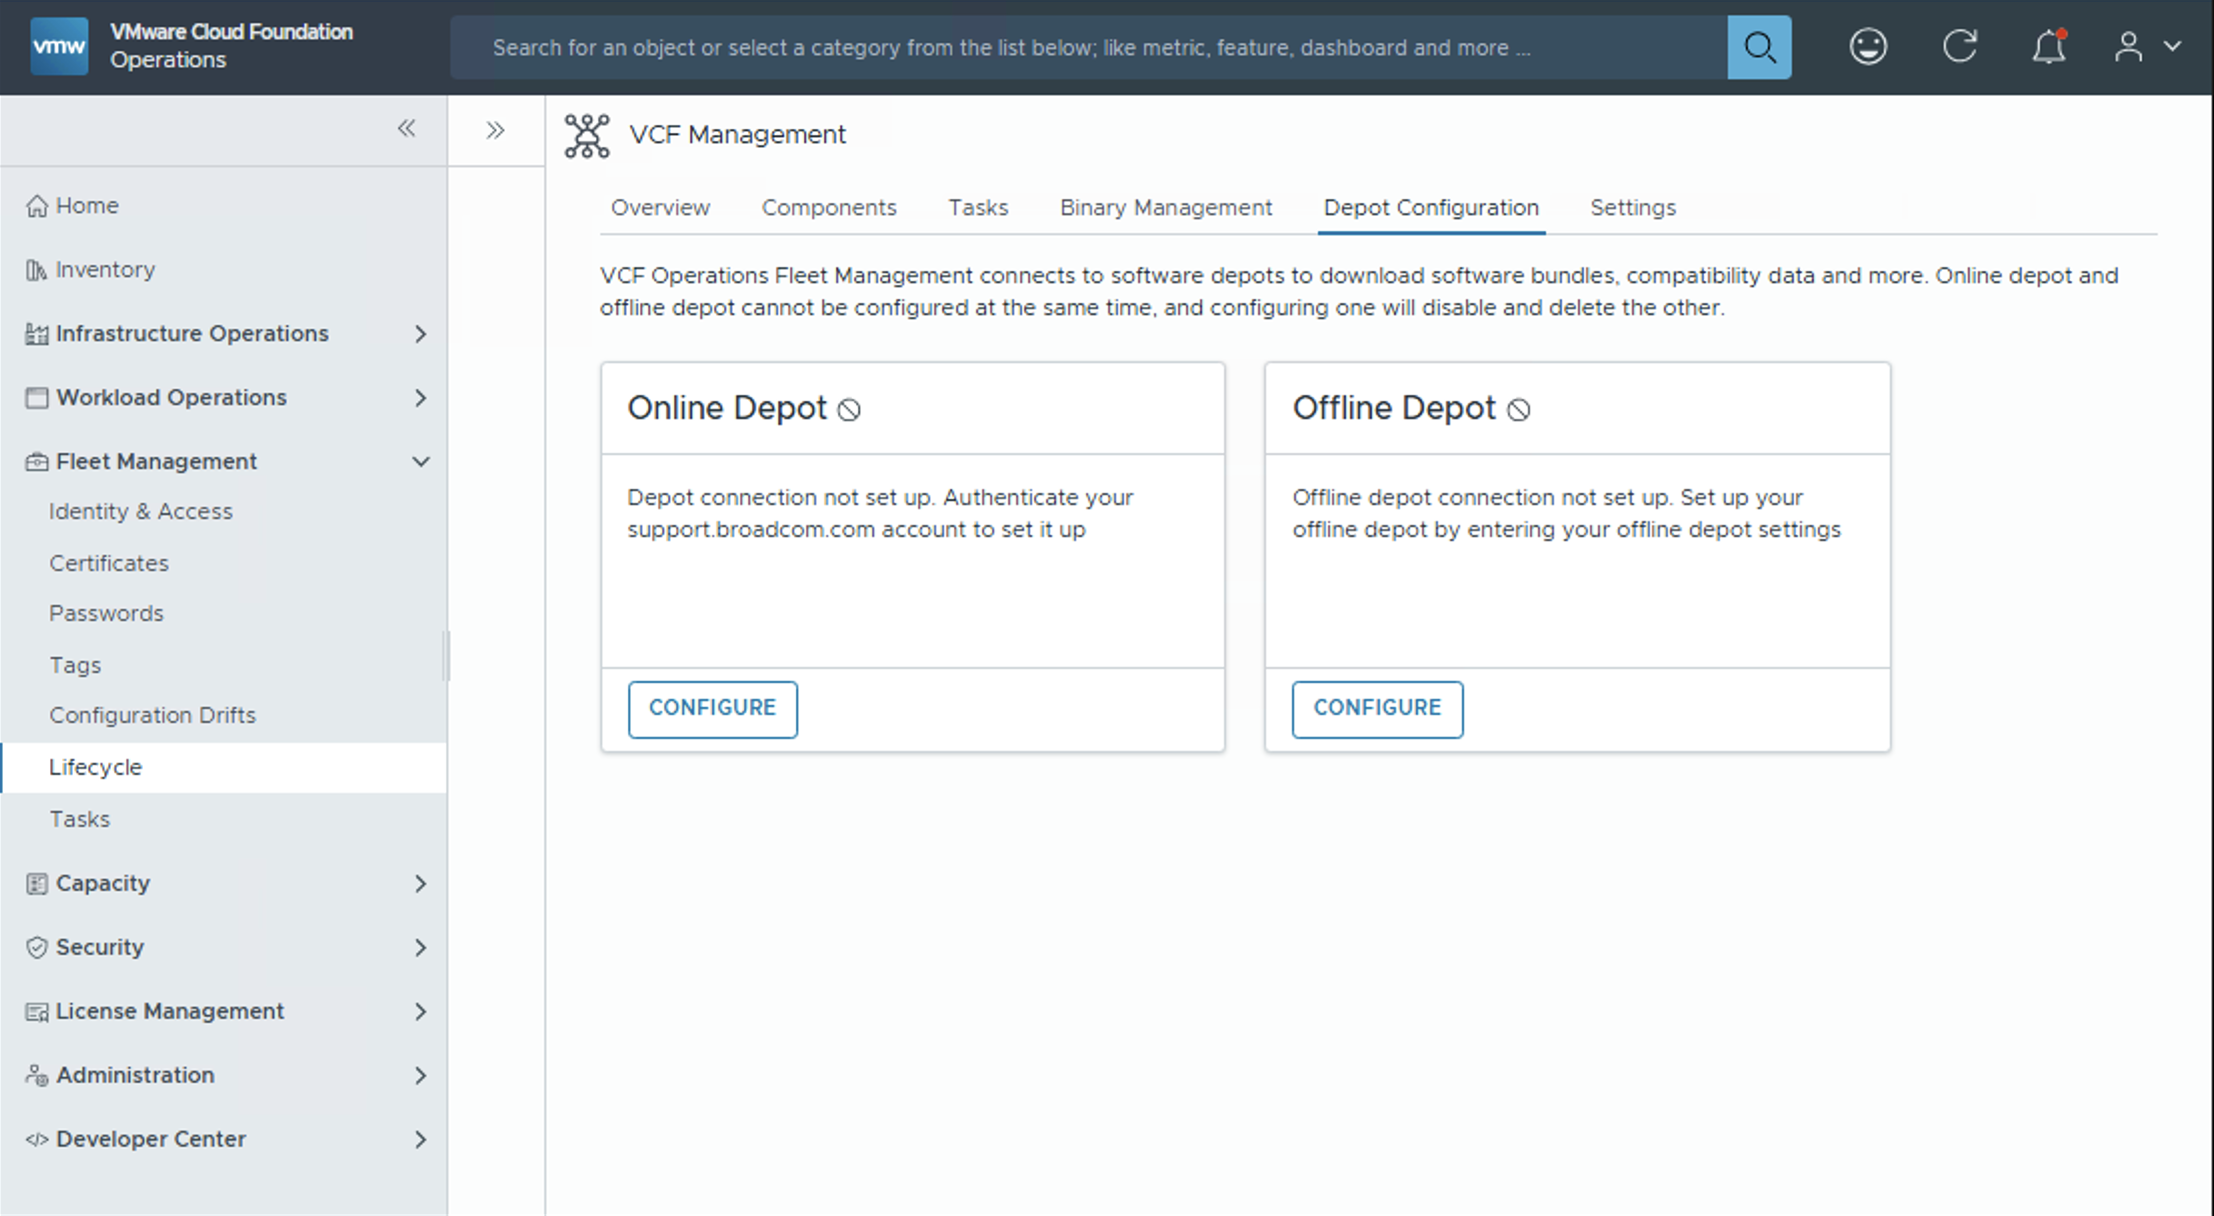 vmw
VMware Cloud Foundation
Operations
Search for an object or select a category from the list below; like metric, feature, dashboard and more ...
Home
Inventory
Infrastructure Operations
Workload Operations
Fleet Management
Identity & Access
Certificates
Passwords
Tags
Configuration Drifts
Lifecycle
Tasks
Capacity
Security
License Management
Administration
Developer Center
VCF Management
Overview Components Tasks Binary Management Depot Configuration Settings
VCF Operations Fleet Management connects to software depots to download software bundles, compatibility data and more. Online depot and
offline depot cannot be configured at the same time, and configuring one will disable and delete the other.
Online Depot
Depot connection not set up. Authenticate your
support.broadcom.com account to set it up
CONFIGURE
Offline Depot
Offline depot connection not set up. Set up your
offline depot by entering your offline depot settings
CONFIGURE